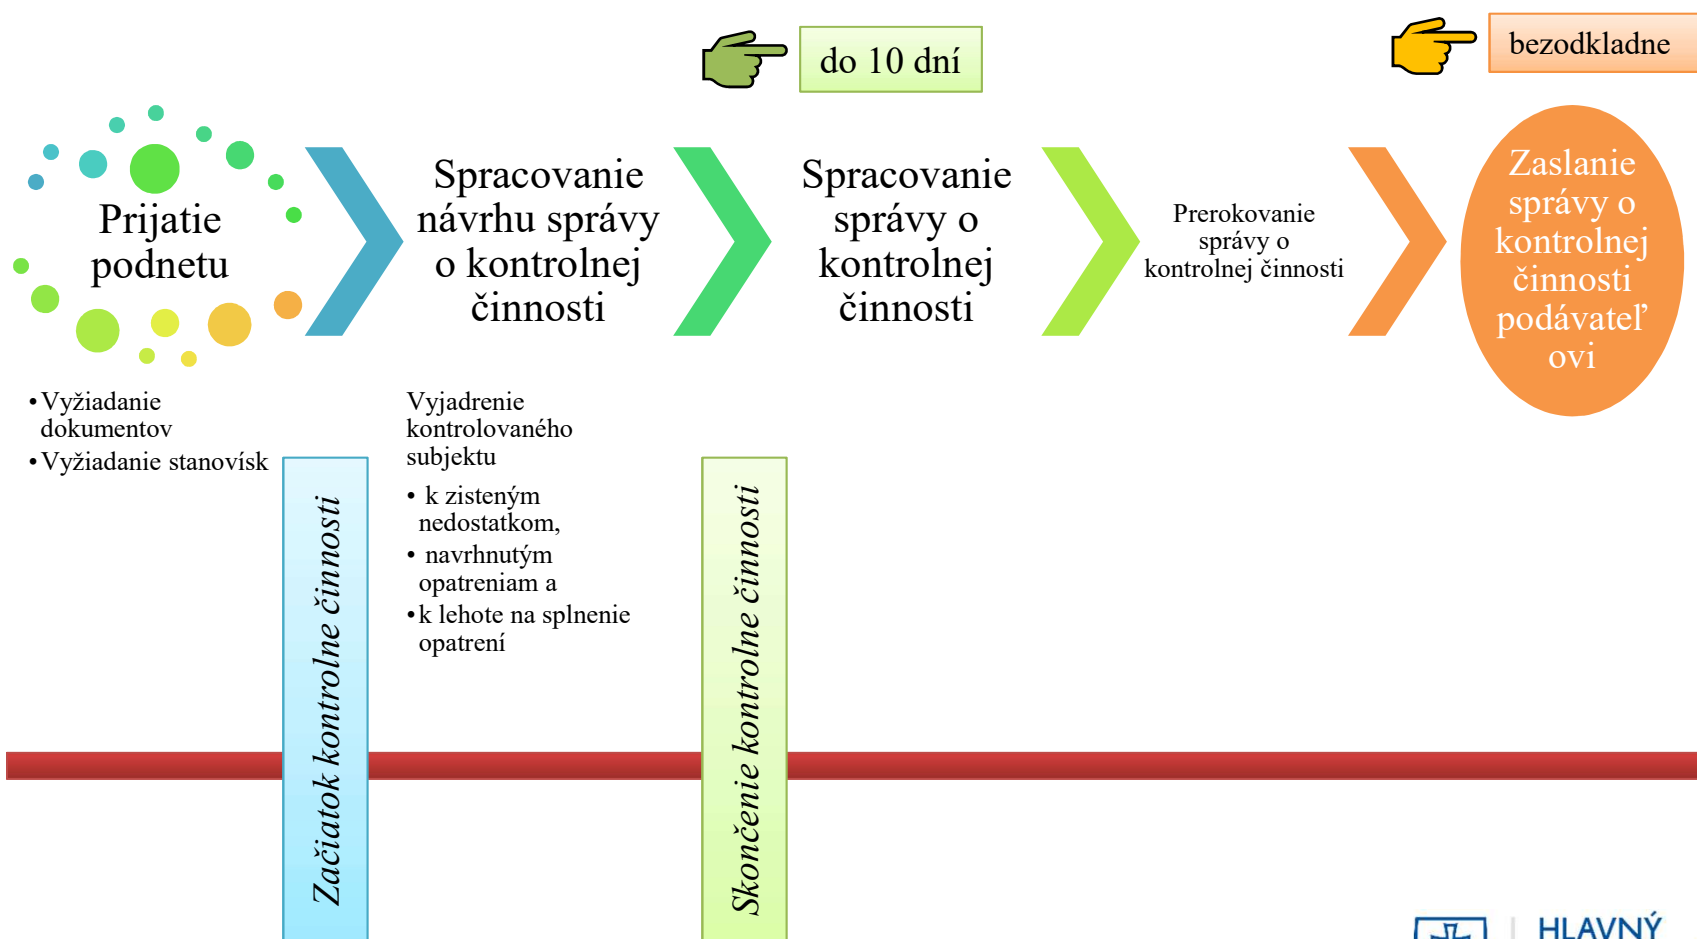 do 10 dní
bezodkladne
Prijatie
podnetu
Spracovanie
návrhu správy
o kontrolnej
činnosti
Spracovanie
správy o
kontrolnej
činnosti
Prerokovanie
správy o
kontrolnej činnosti
Zaslanie
správy o
kontrolnej
činnosti
podávateľ
ovi
• Vyžiadanie
dokumentov
• Vyžiadanie stanovísk
Vyjadrenie
kontrolovaného
subjektu
• k zisteným
nedostatkom,
• navrhnutým
opatreniam a
• k lehote na splnenie
opatrení
Začiatok kontrolne činnosti
Skončenie kontrolne činnosti
HLAVNÝ